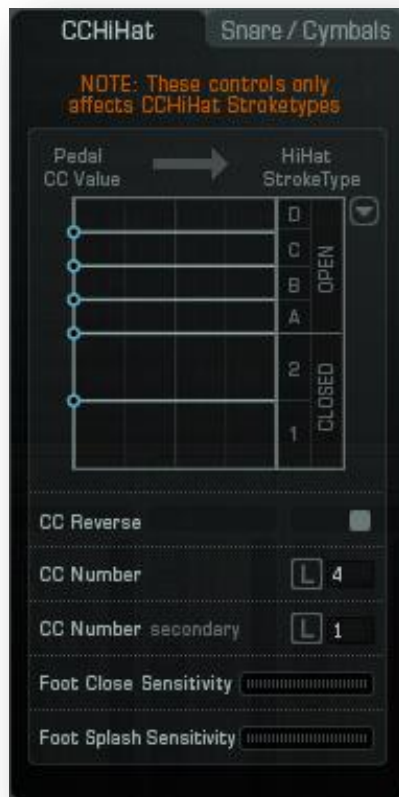 CCHiHat
Snare / Cymbals
NOTE: These controls only
affects CCHiHat Stroketypes
Pedal
CC Value
HiHat
StrokeType
D
C
B
A
OPEN
2
1
CLOSED
CC Reverse
CC Number L 4
CC Number secondary L 1
Foot Close Sensitivity
Foot Splash Sensitivity